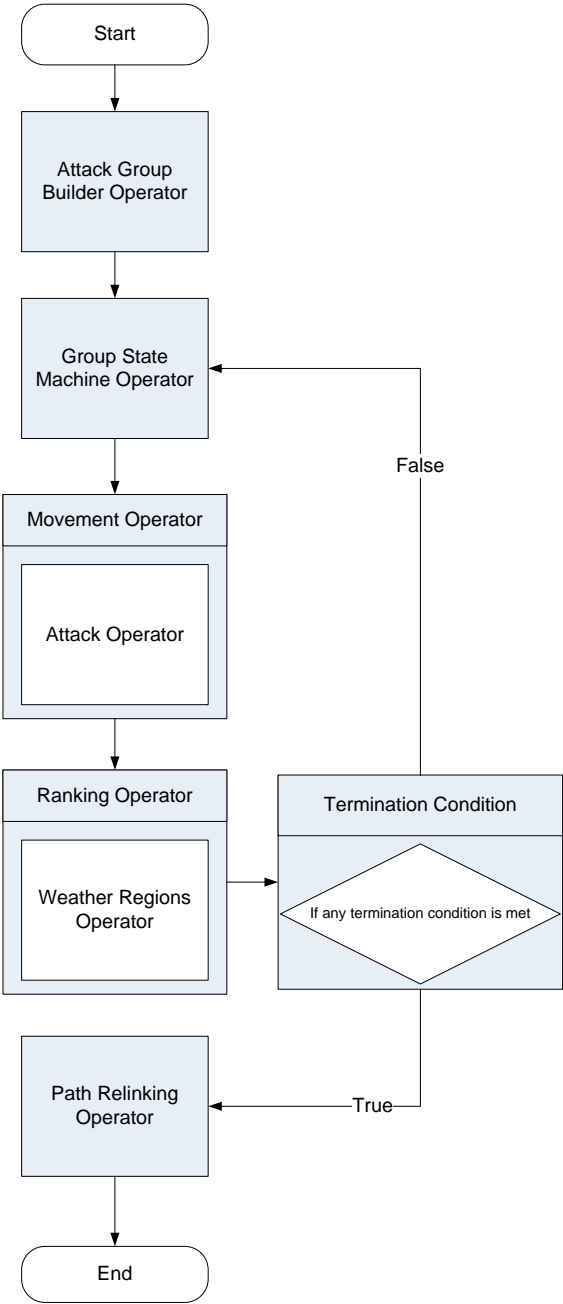 Start
Attack Group
Builder Operator
Group State
Machine Operator
False
Movement Operator
Attack Operator
Ranking Operator
Termination Condition
Weather Regions
Operator
If any termination condition is met
Path Relinking
Operator
True
End